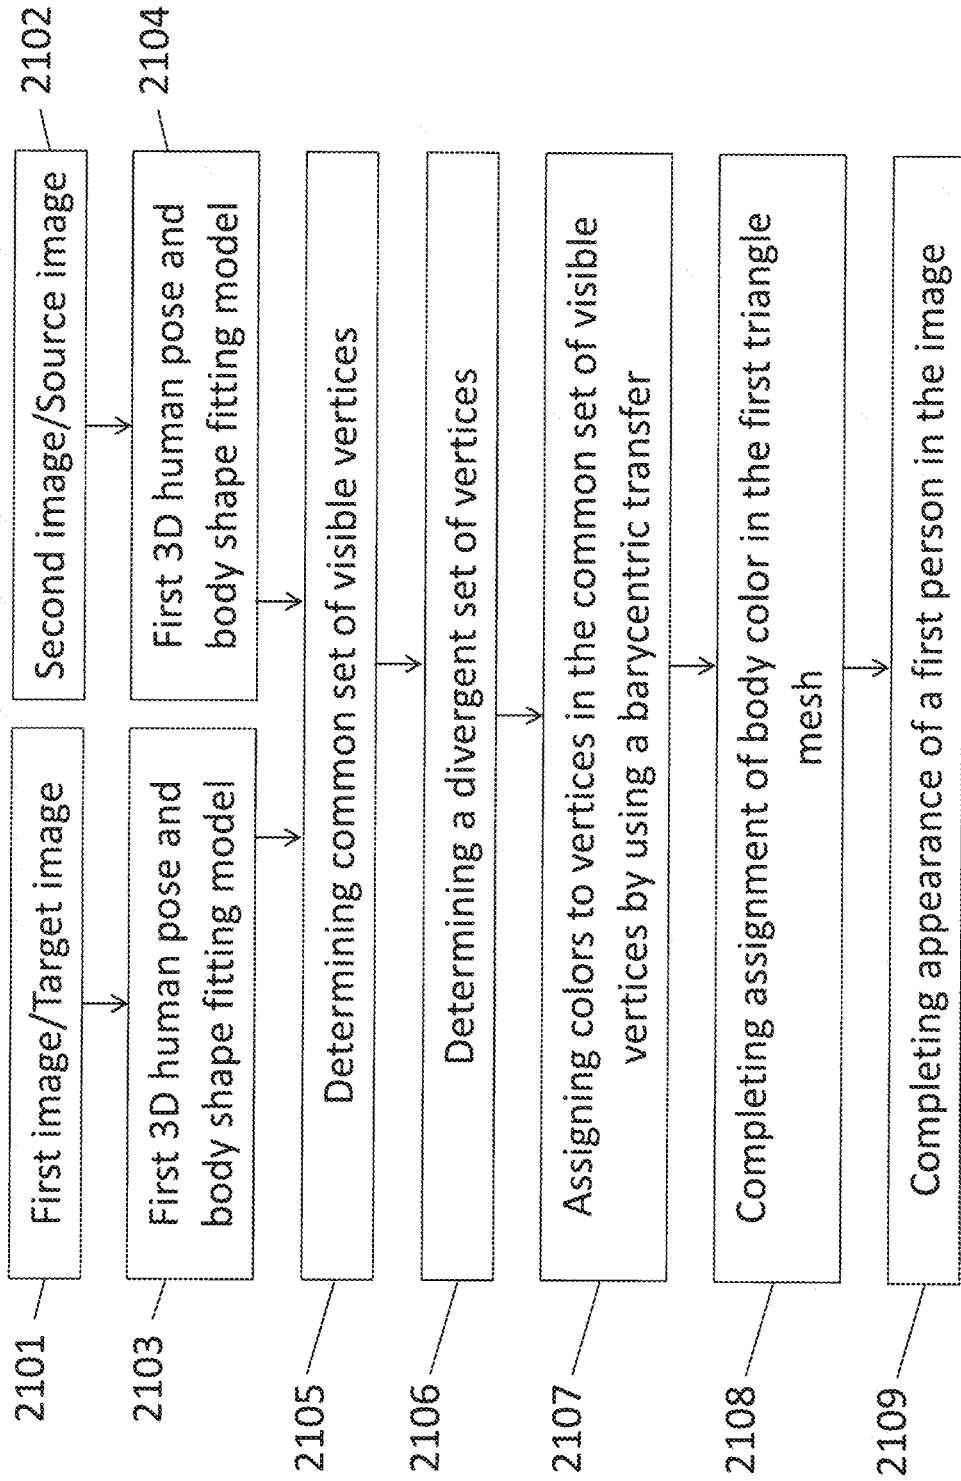 2101
First image/Target image
Second image/Source image
2102
2103
First 3D human pose and
body shape fitting model
First 3D human pose and
body shape fitting model
2104
2105
Determining common set of visible vertices
2106
Determining a divergent set of vertices
2107
Assigning colors to vertices in the common set of visible
vertices by using a barycentric transfer
2108
Completing assignment of body color in the first triangle
mesh
2109
Completing appearance of a first person in the image